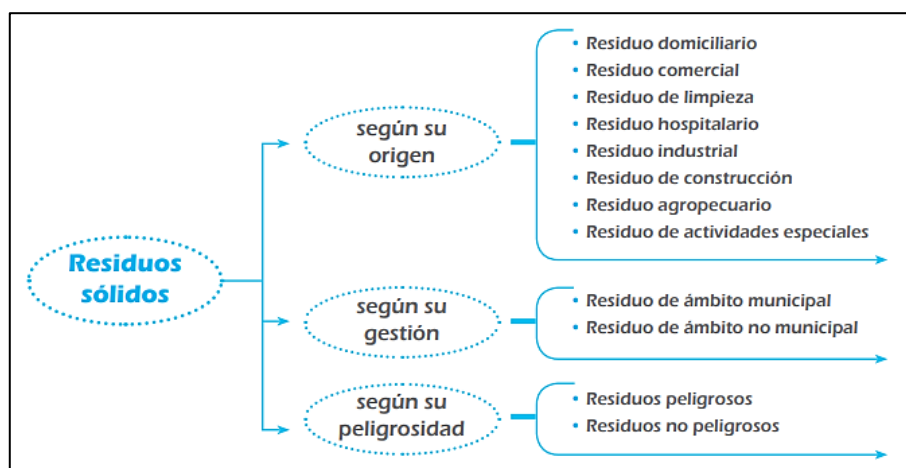 Residuos
sólidos
según su
origen
• Residuo domiciliario
• Residuo comercial
• Residuo de limpieza
• Residuo hospitalario
• Residuo industrial
• Residuo de construcción
• Residuo agropecuario
• Residuo de actividades especiales
según su
gestión
• Residuo de ámbito municipal
• Residuo de ámbito no municipal
según su
peligrosidad
• Residuos peligrosos
• Residuos no peligrosos